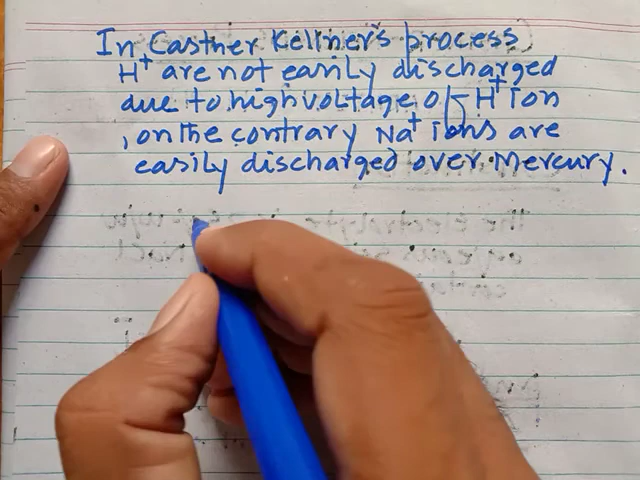 In Castner Kellner's process
H+ are not easily discharged
due to high voltage of H+ ion
, on the contrary Na+ ions are
easily discharged over Mercury.